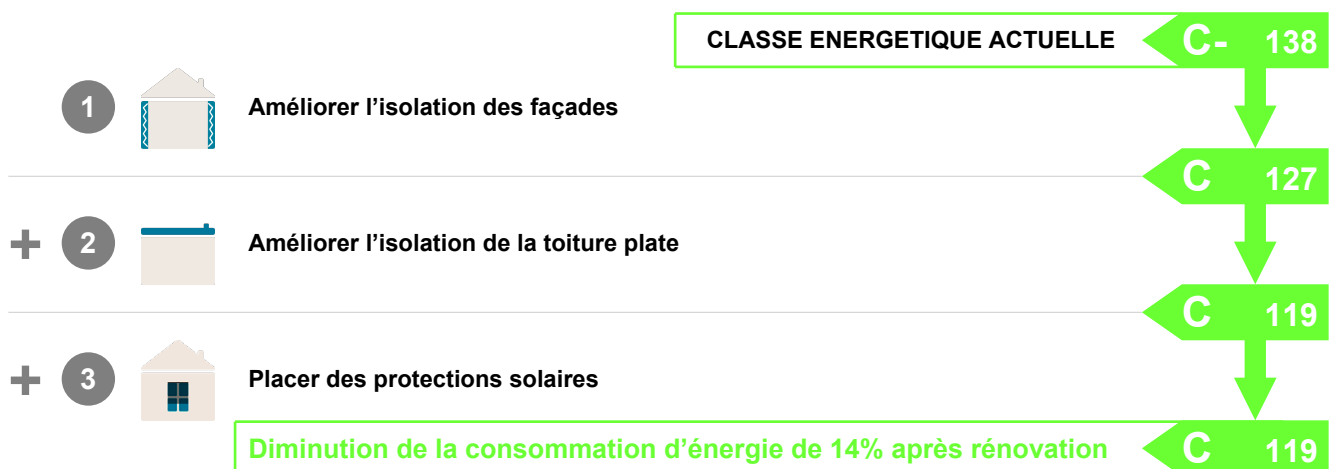 CLASSE ENERGETIQUE ACTUELLE C- 138
1 Améliorer l’isolation des façades
C 127
+ 2 Améliorer l’isolation de la toiture plate
C 119
+ 3 Placer des protections solaires
Diminution de la consommation d’énergie de 14% après rénovation C 119